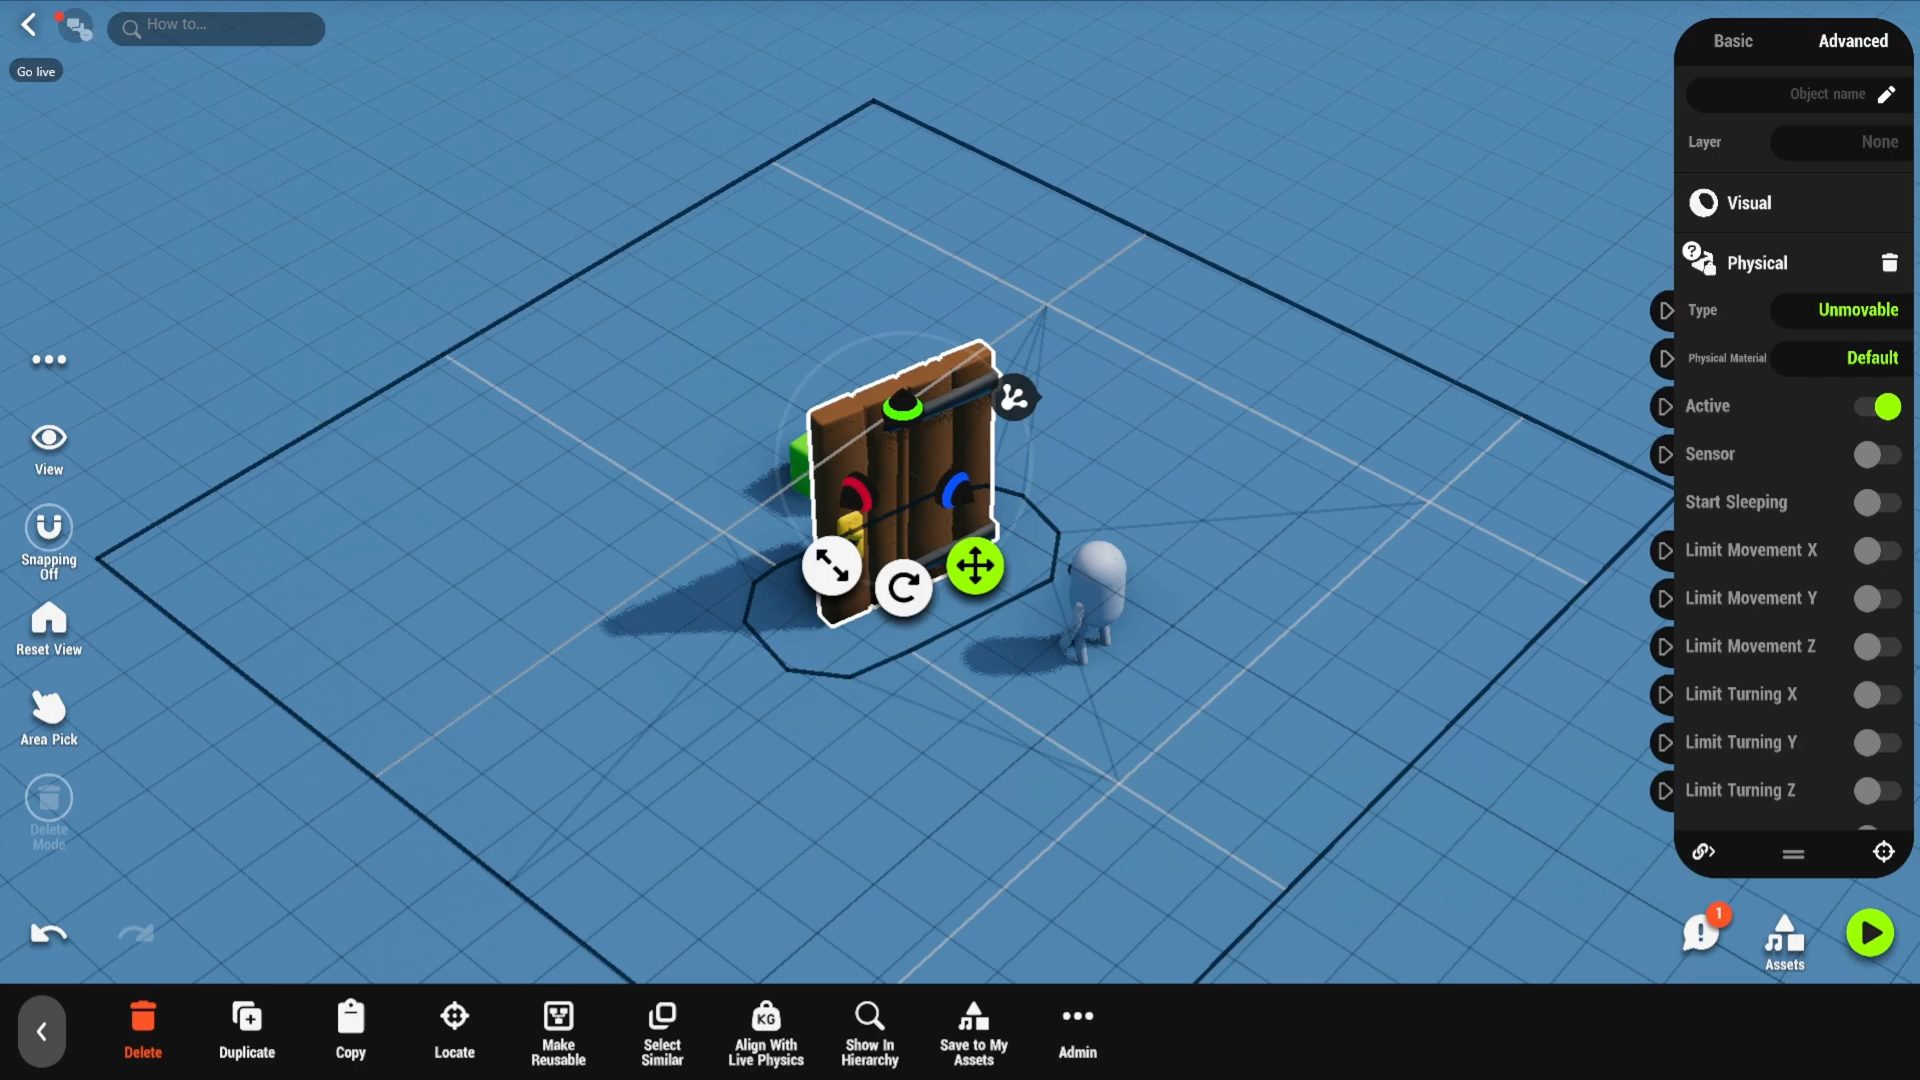 How to...
Go live
View
Snapping
Off
Reset View
Area Pick
Delete
Mode
Basic
Advanced
Object name
Layer
None
Visual
?
Physical
Type
Unmovable
Physical Material
Default
Active
Sensor
Start Sleeping
Limit Movement X
Limit Movement Y
Limit Movement Z
Limit Turning X
Limit Turning Y
Limit Turning Z
1
Assets
Delete
Duplicate
Copy
Locate
Make
Reusable
Select
Similar
KG
Align With
Live Physics
Show In
Hierarchy
Save to My
Assets
Admin